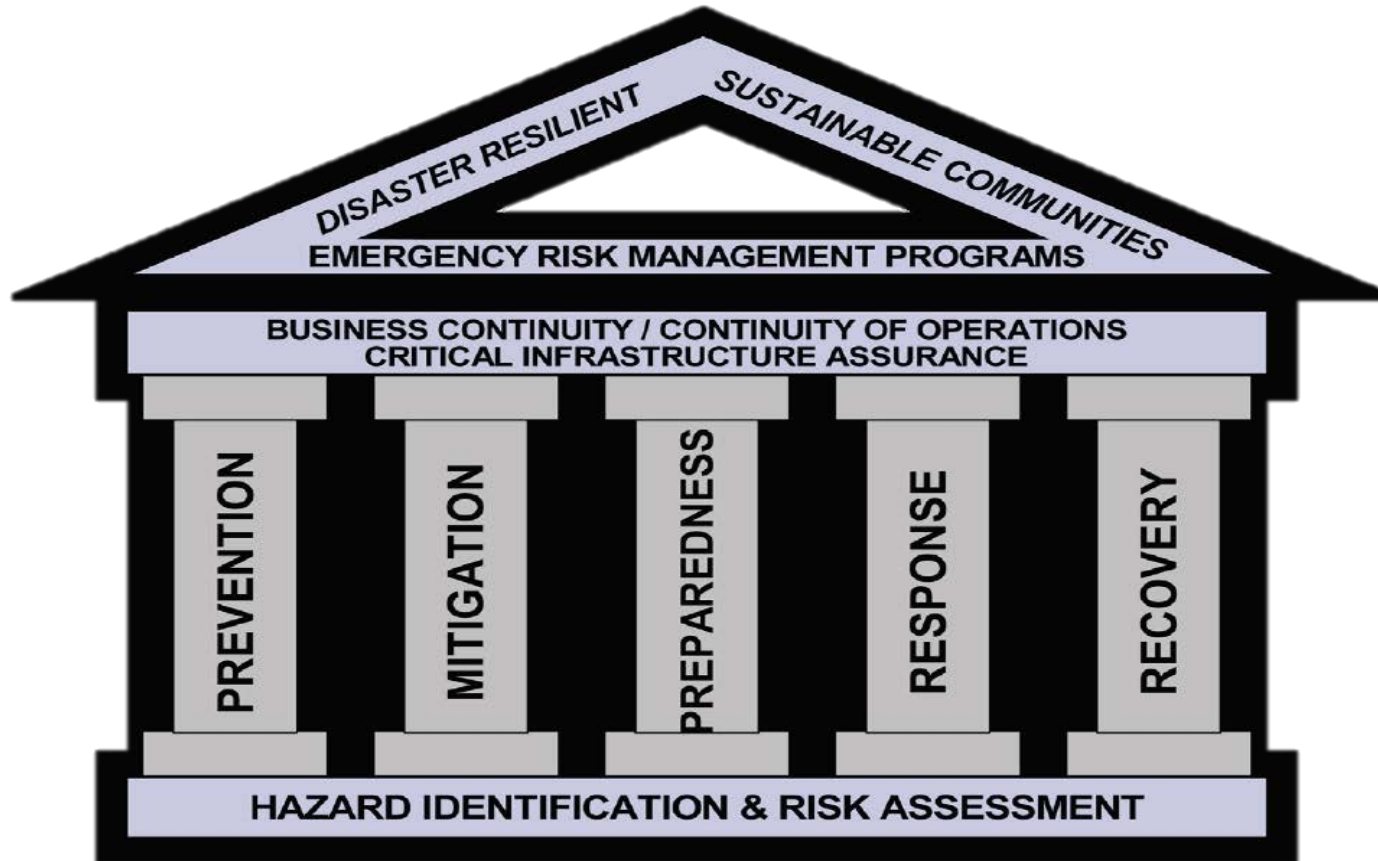 DISASTER RESILIENT
SUSTAINABLE COMMUNITIES
EMERGENCY RISK MANAGEMENT PROGRAMS
BUSINESS CONTINUITY / CONTINUITY OF OPERATIONS
CRITICAL INFRASTRUCTURE ASSURANCE
PREVENTION
MITIGATION
PREPAREDNESS
RESPONSE
RECOVERY
HAZARD IDENTIFICATION & RISK ASSESSMENT